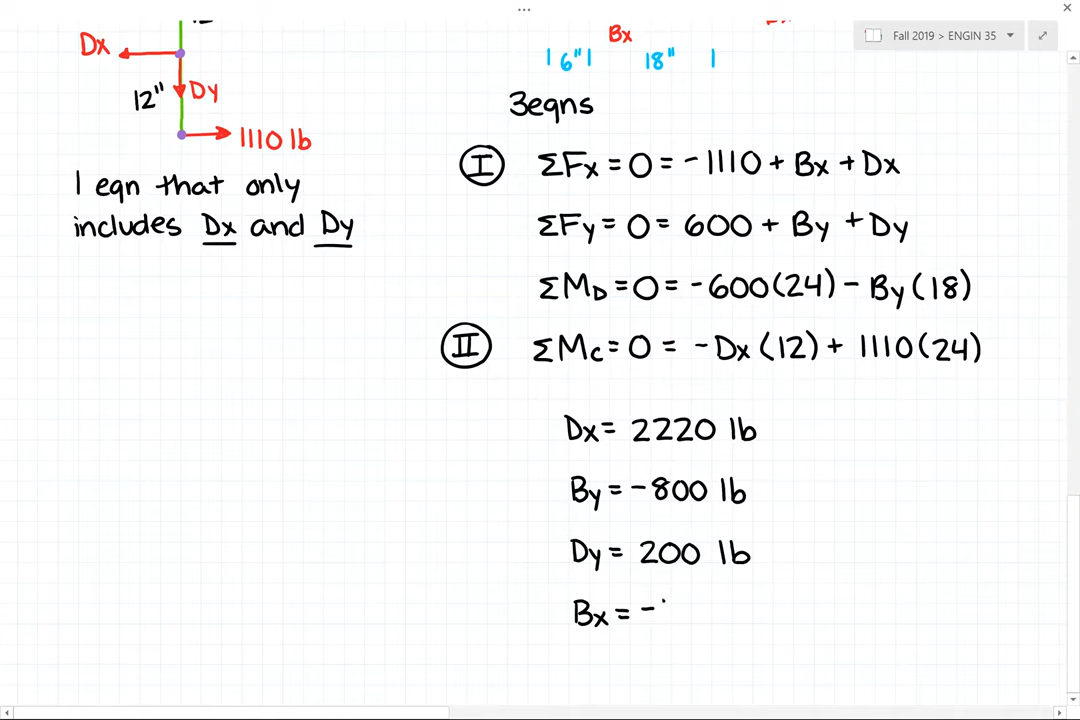 Fall 2019 > ENGIN 35
Dx
Bx
6" 18"
12" Dy
3eqns
1110 lb
I ΣFx = 0 = -1110 + Bx + Dx
1 eqn that only
includes Dx and Dy
ΣFy = 0 = 600 + By + Dy
ΣMD = 0 = -600(24) - By(18)
II ΣMc = 0 = -Dx(12) + 1110(24)
Dx = 2220 lb
By = -800 lb
Dy = 200 lb
Bx = -